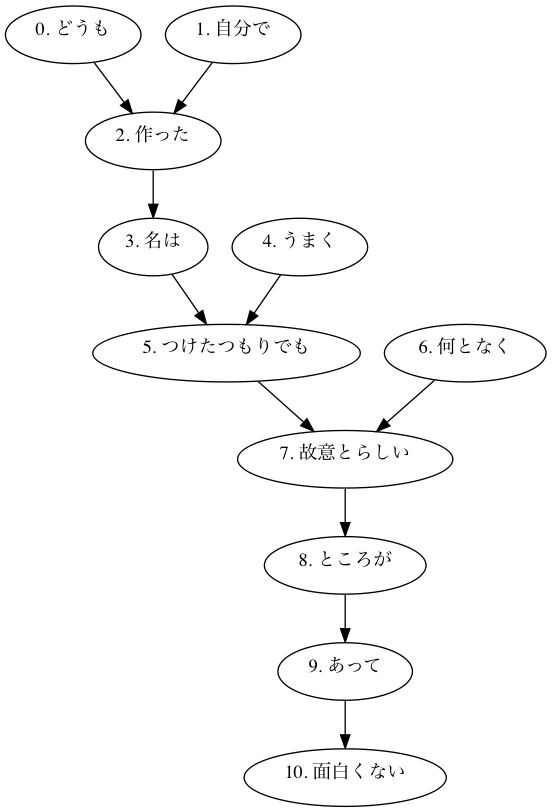 0. どうも
1. 自分で
2. 作った
3. 名は
4. うまく
5. つけたつもりでも
6. 何となく
7. 故意とらしい
8. ところが
9. あって
10. 面白くない